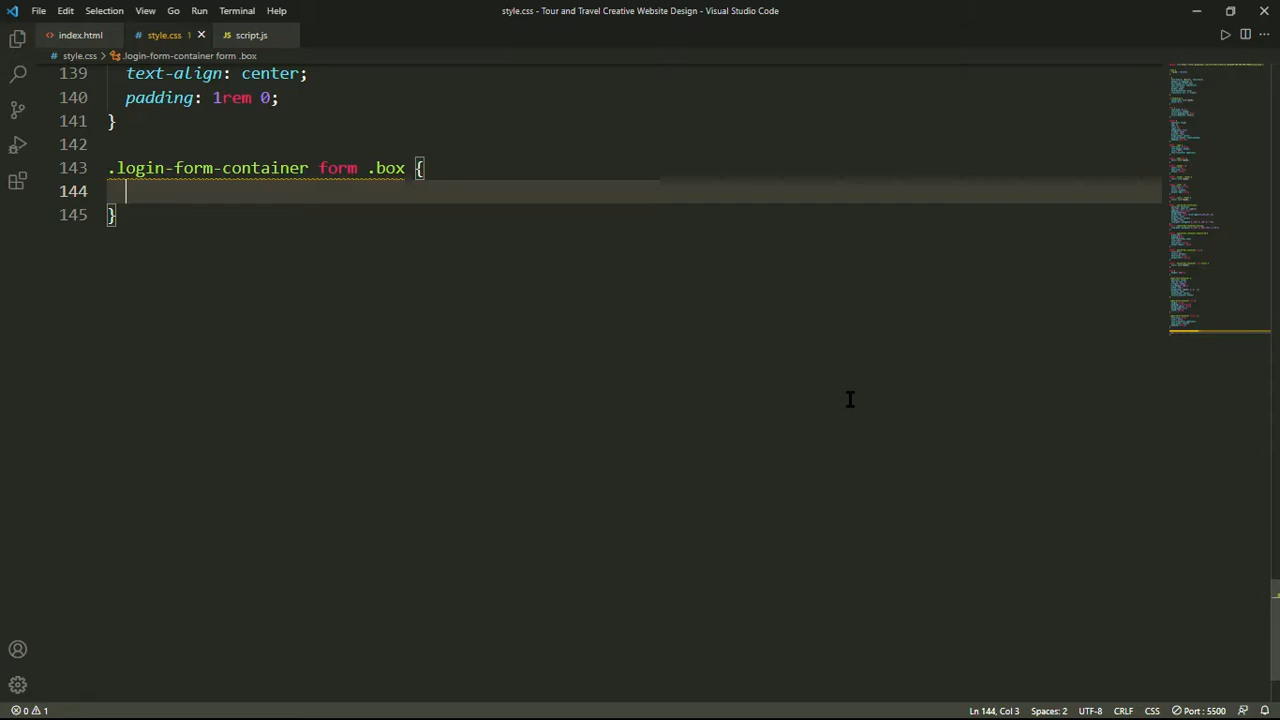 File Edit Selection View Go Run Terminal Help
style.css - Tour and Travel Creative Website Design - Visual Studio Code
index.html # style.css 1 JS script.js
# style.css > .login-form-container form .box
139 text-align: center;
140 padding: 1rem 0;
141 }
142
143 .login-form-container form .box {
144
145 }
0 1
Ln 144, Col 3 Spaces: 2 UTF-8 CRLF CSS Port : 5500